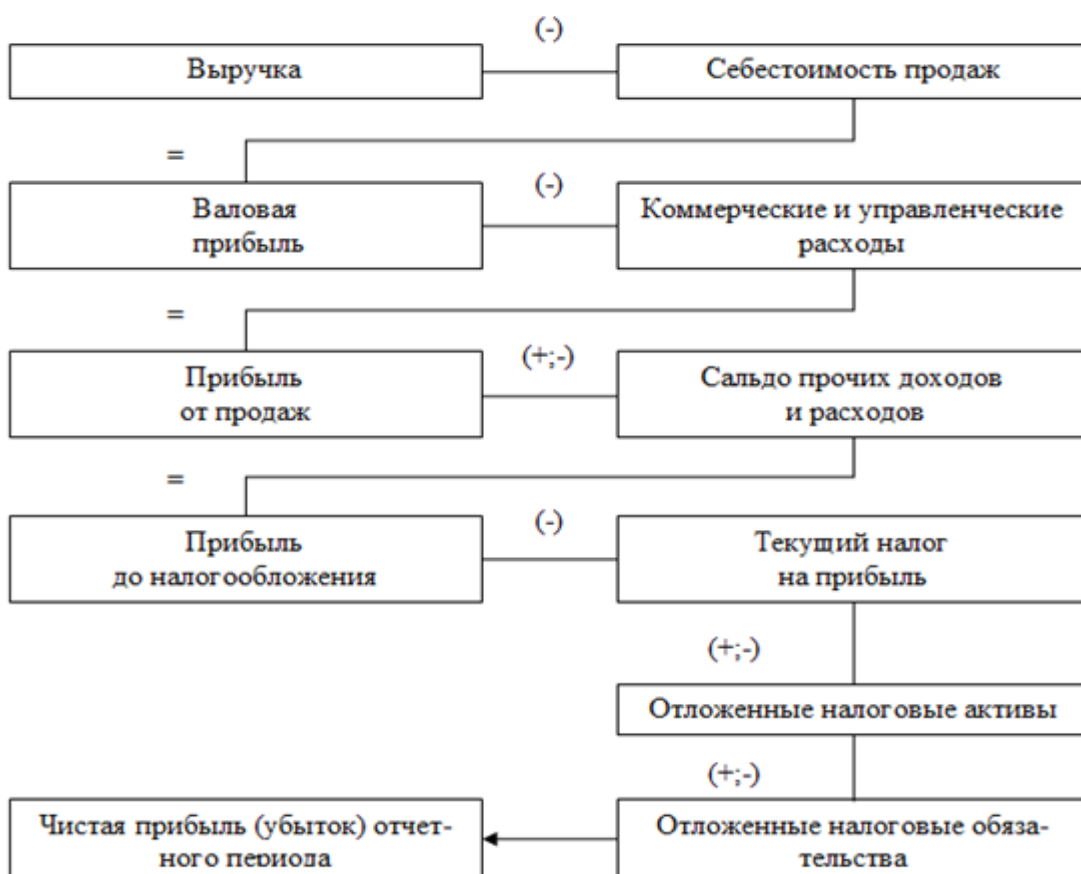 (-)
Выручка
Себестоимость продаж
=
(-)
Валовая
прибыль
Коммерческие и управленческие
расходы
=
(+;-)
Прибыль
от продаж
Сальдо прочих доходов
и расходов
=
(-)
Прибыль
до налогообложения
Текущий налог
на прибыль
(+;-)
Отложенные налоговые активы
(+;-)
Чистая прибыль (убыток) отчет-
ного периода
Отложенные налоговые обяза-
тельства